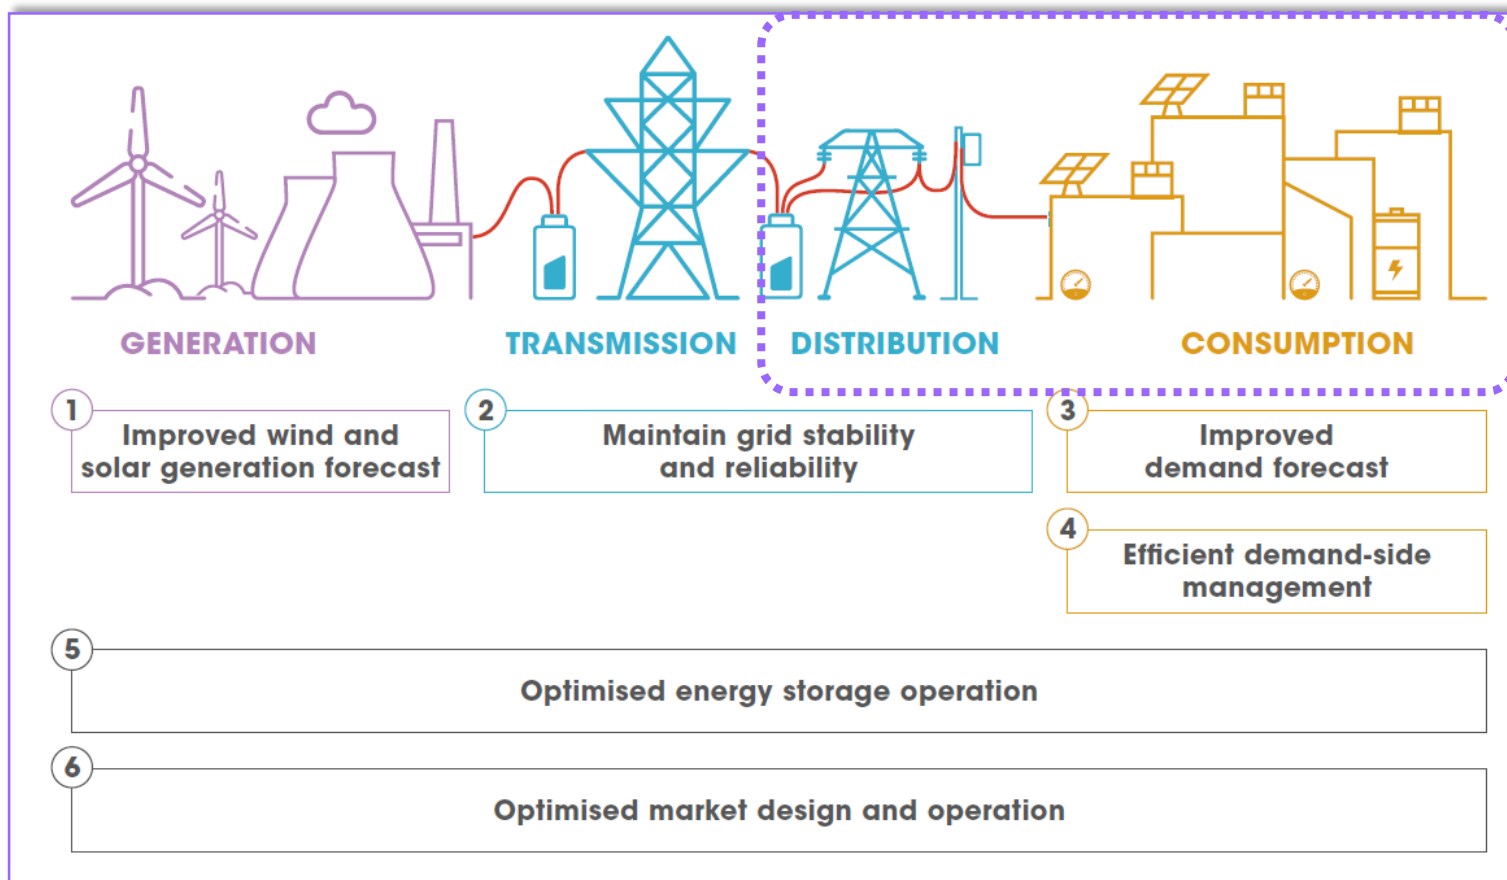 GENERATION
TRANSMISSION
DISTRIBUTION
CONSUMPTION
1
Improved wind and
solar generation forecast
2
Maintain grid stability
and reliability
3
Improved
demand forecast
4
Efficient demand-side
management
5
Optimised energy storage operation
6
Optimised market design and operation